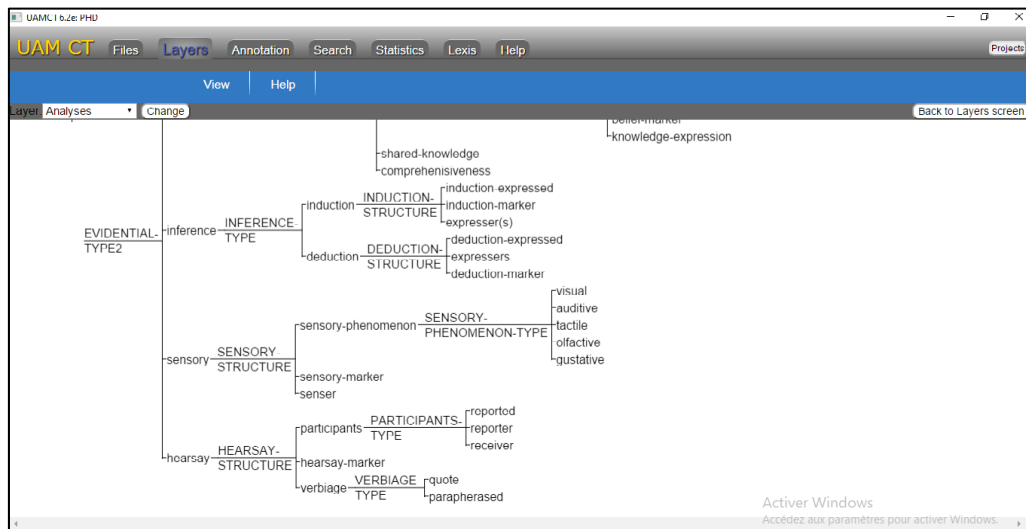 UAMCT6.2e: PHD
UAM CT Files Layers Annotation Search Statistics Lexis Help Projects
View Help
Layer: Analyses Change Back to Layers screen
belief-marker
knowledge-expression
shared-knowledge
comprehenisiveness
EVIDENTIAL-
TYPE2
inference
INFERENCE-
TYPE
induction
INDUCTION-
STRUCTURE
induction-expressed
induction-marker
expresser(s)
deduction
DEDUCTION-
STRUCTURE
deduction-expressed
expressers
deduction-marker
sensory
SENSORY
STRUCTURE
sensory-phenomenon
SENSORY-
PHENOMENON-TYPE
visual
auditive
tactile
olfactive
gustative
sensory-marker
senser
hearsay
HEARSAY-
STRUCTURE
participants
PARTICIPANTS-
TYPE
reported
reporter
receiver
hearsay-marker
verbiage
VERBIAGE
TYPE
quote
parapherased
Activer Windows
Accédez aux paramètres pour activer Windows.